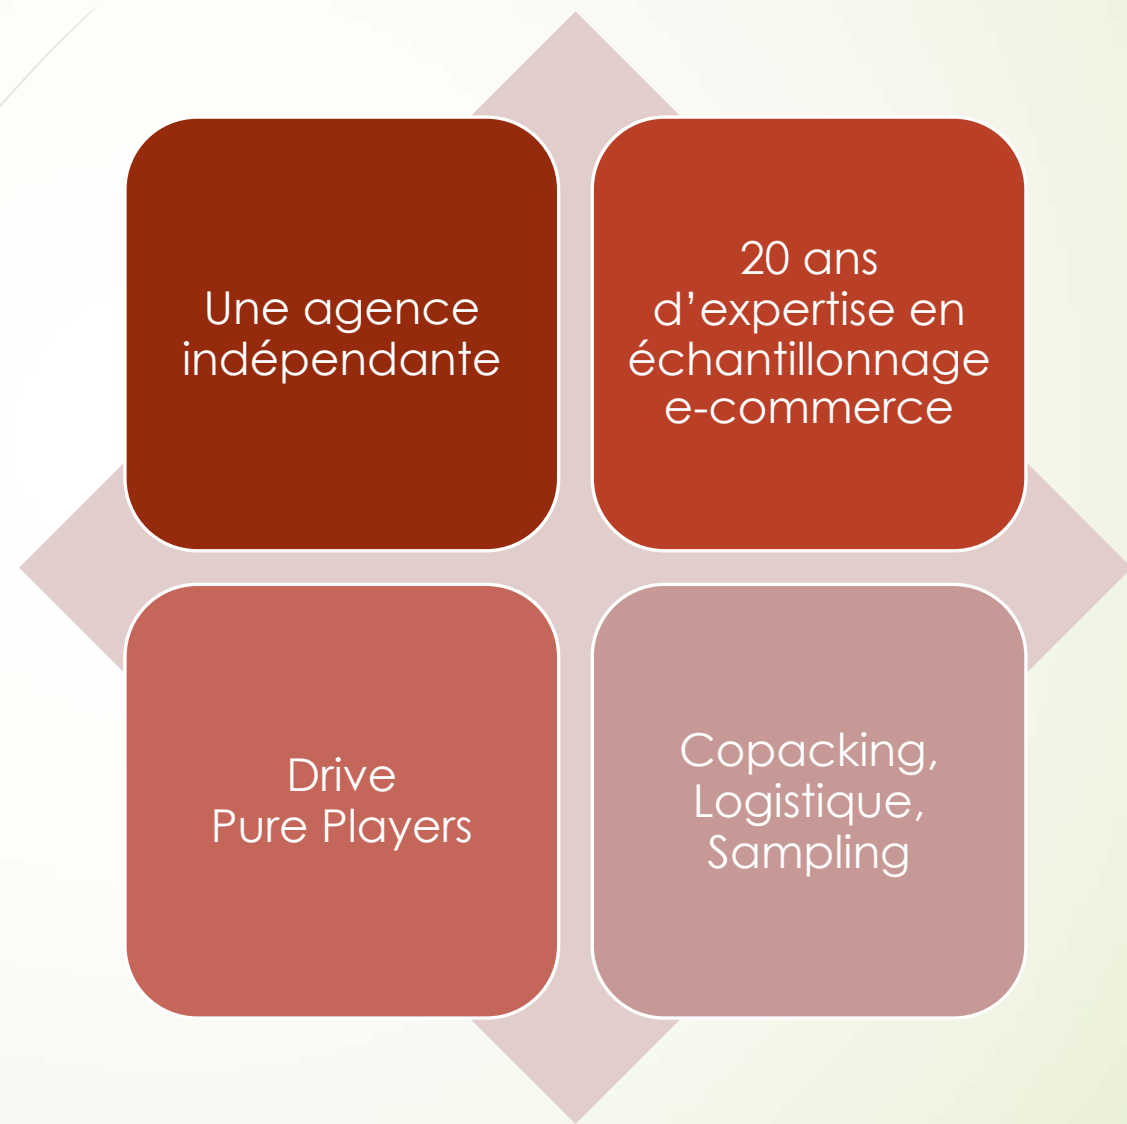 Une agence
indépendante
20 ans
d’expertise en
échantillonnage
e-commerce
Drive
Pure Players
Copacking,
Logistique,
Sampling